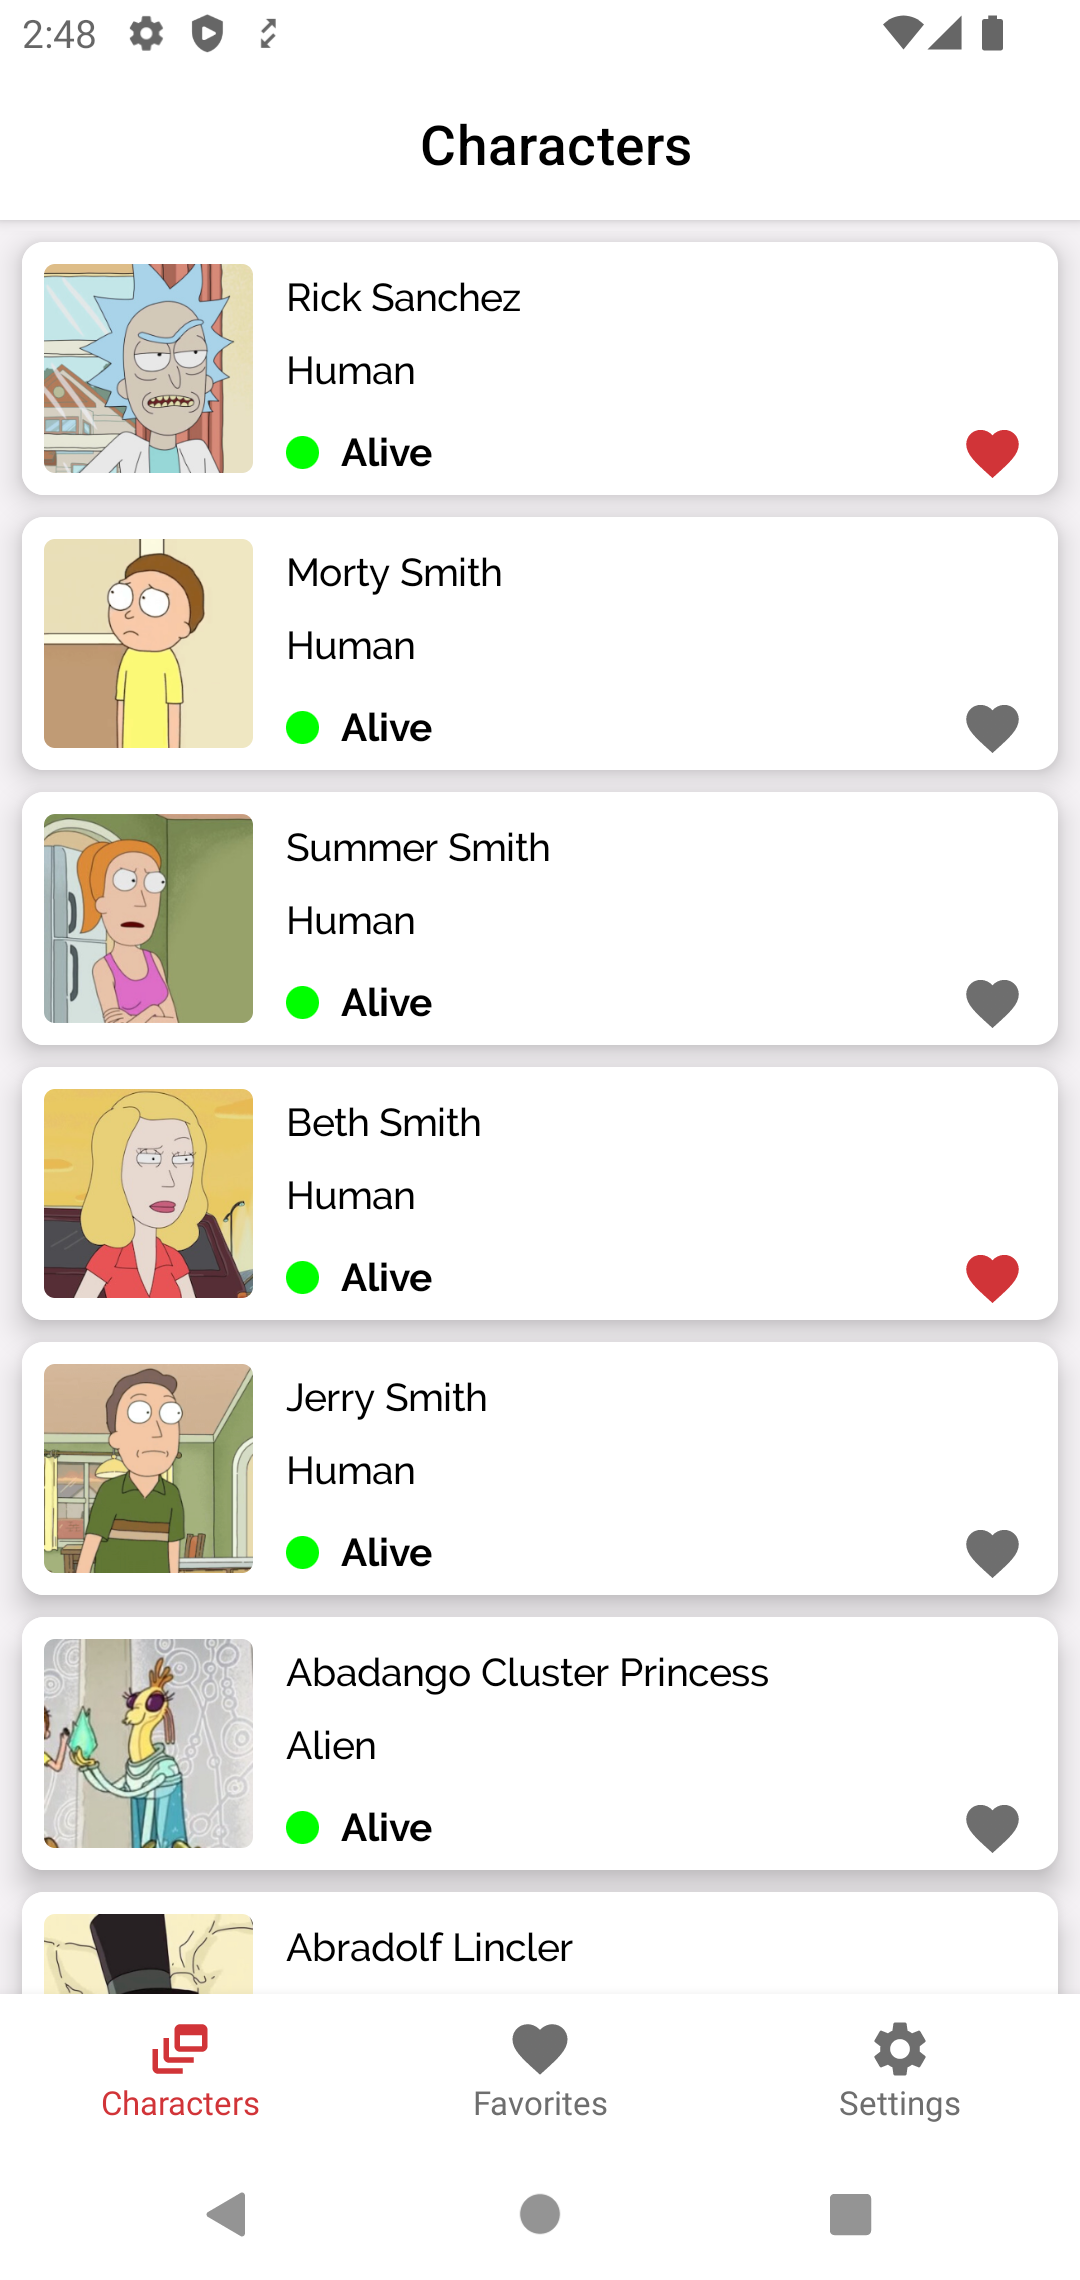 2:48
Characters
Rick Sanchez
Human
Alive
Morty Smith
Human
Alive
Summer Smith
Human
Alive
Beth Smith
Human
Alive
Jerry Smith
Human
Alive
Abadango Cluster Princess
Alien
Alive
Abradolf Lincler
Characters
Favorites
Settings